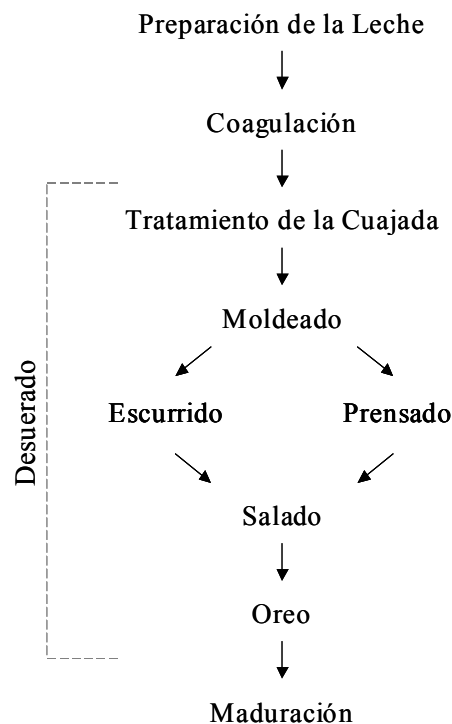 Preparación de la Leche
Coagulación
Tratamiento de la Cuajada
Moldeado
Escurrido
Prensado
Salado
Oreo
Maduración
Desuerado